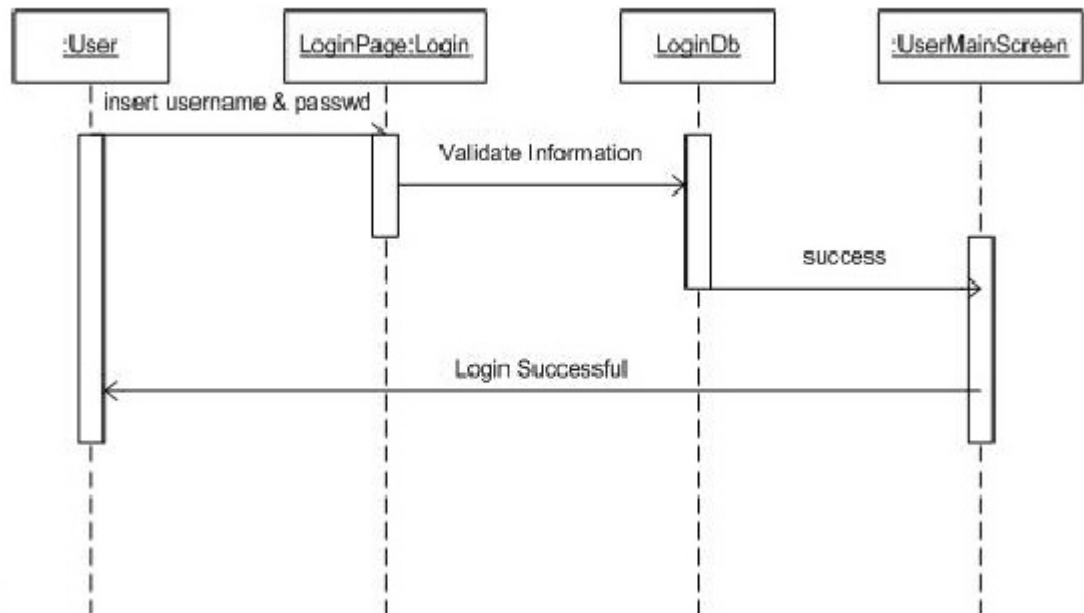 :User
LoginPage:Login
LoginDb
:UserMainScreen
insert username & passwd
Validate Information
success
Login Successfull